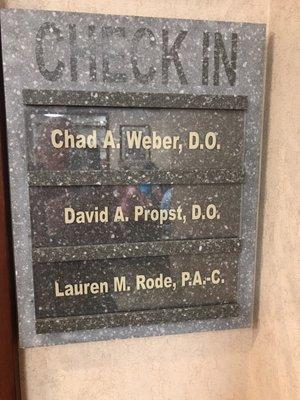 CHECK IN
Chad A. Weber, D.O.
David A. Propst, D.O.
Lauren M. Rode, P.A.-C.